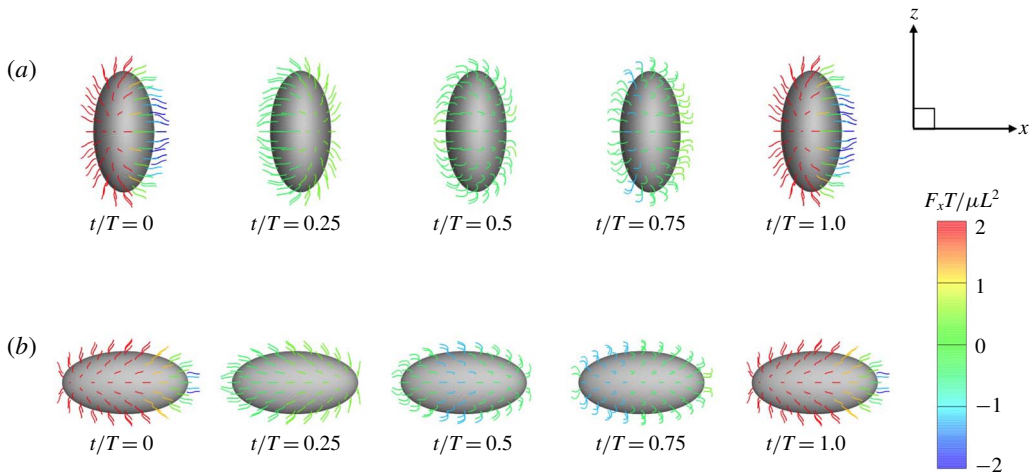 z
x
(a)
t/T = 0
t/T = 0.25
t/T = 0.5
t/T = 0.75
t/T = 1.0
F_xT/μL²
2
1
0
−1
−2
(b)
t/T = 0
t/T = 0.25
t/T = 0.5
t/T = 0.75
t/T = 1.0